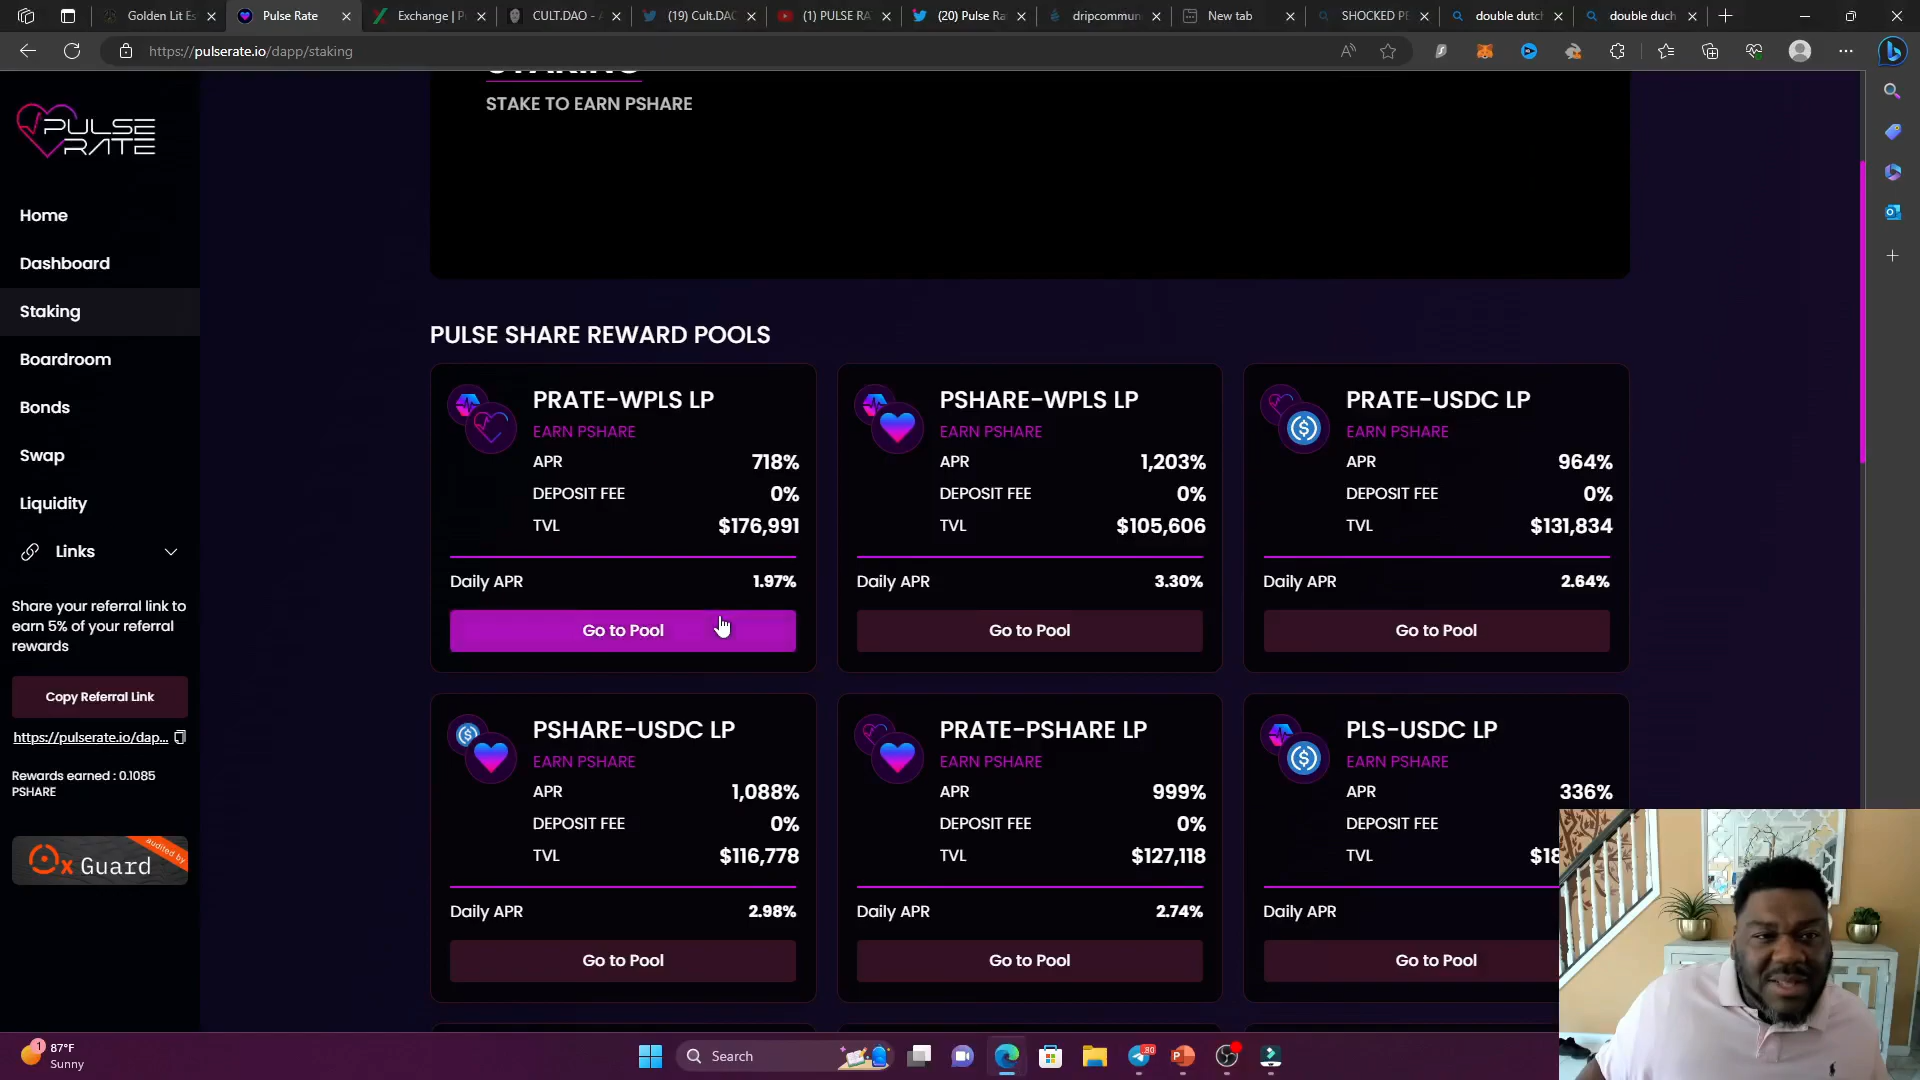 Golden Lit Es
Pulse Rate
Exchange | P
CULT.DAO -
(19) Cult.DAC
(1) PULSE RA
(20) Pulse Ra
dripcommun
New tab
SHOCKED PE
double dutch
double duch
https://pulserate.io/dapp/staking
PULSE
RATE
Home
Dashboard
Staking
Boardroom
Bonds
Swap
Liquidity
Links
Share your referral link to
earn 5% of your referral
rewards
Copy Referral Link
https://pulserate.io/dap...
Rewards earned : 0.1085
PSHARE
audited by
x Guard
STAKING
STAKE TO EARN PSHARE
PULSE SHARE REWARD POOLS
PRATE-WPLS LP
EARN PSHARE
APR 718%
DEPOSIT FEE 0%
TVL $176,991
Daily APR 1.97%
Go to Pool
PSHARE-WPLS LP
EARN PSHARE
APR 1,203%
DEPOSIT FEE 0%
TVL $105,606
Daily APR 3.30%
Go to Pool
PRATE-USDC LP
EARN PSHARE
APR 964%
DEPOSIT FEE 0%
TVL $131,834
Daily APR 2.64%
Go to Pool
PSHARE-USDC LP
EARN PSHARE
APR 1,088%
DEPOSIT FEE 0%
TVL $116,778
Daily APR 2.98%
Go to Pool
PRATE-PSHARE LP
EARN PSHARE
APR 999%
DEPOSIT FEE 0%
TVL $127,118
Daily APR 2.74%
Go to Pool
PLS-USDC LP
EARN PSHARE
APR 336%
DEPOSIT FEE
TVL $18
Daily APR
Go to Pool
1
87°F
Sunny
Search
80